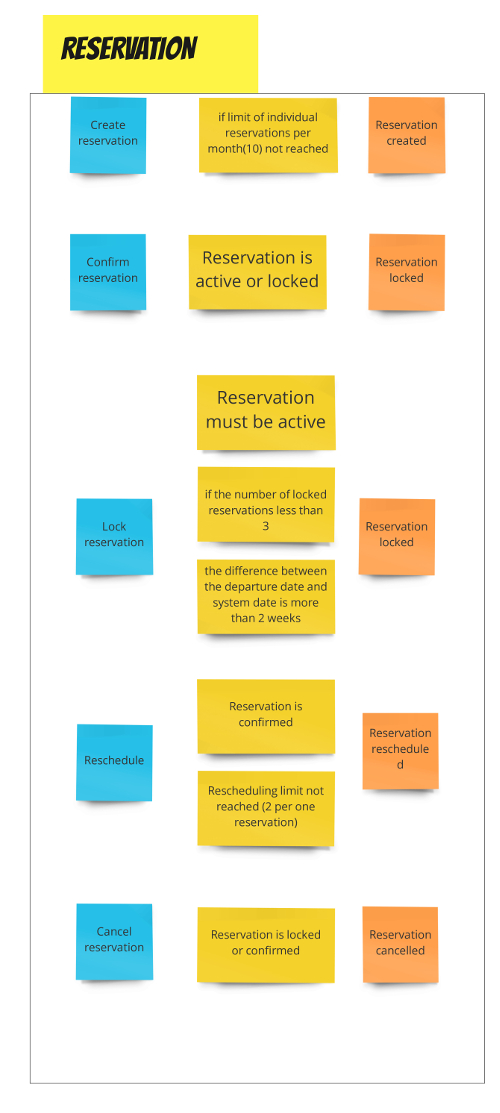 RESERVATION
Create
reservation
if limit of individual
reservations per
month(10) not reached
Reservation
created
Confirm
reservation
Reservation is
active or locked
Reservation
locked
Reservation
must be active
if the number of locked
reservations less than
3
the difference between
the departure date and
system date is more
than 2 weeks
Lock
reservation
Reservation
locked
Reschedule
Reservation is
confirmed
Rescheduling limit not
reached (2 per one
reservation)
Reservation
reschedule
d
Cancel
reservation
Reservation is locked
or confirmed
Reservation
cancelled